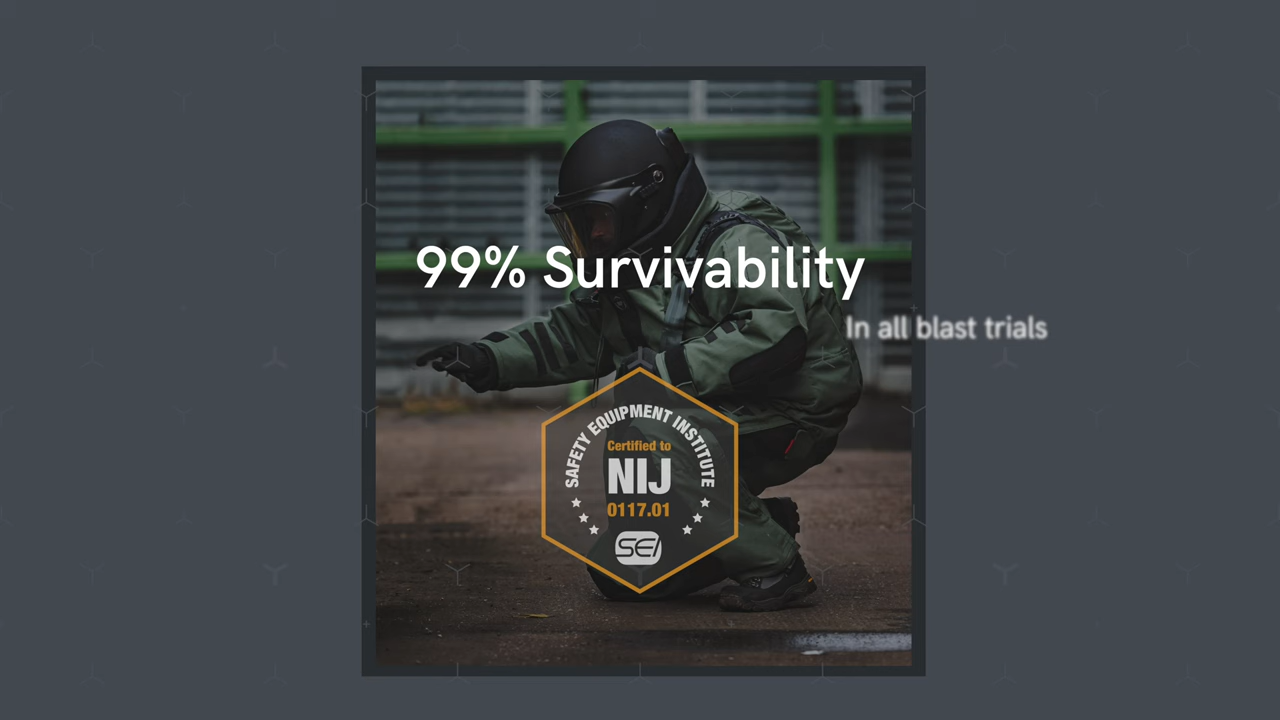 99% Survivability
In all blast trials
SAFETY EQUIPMENT INSTITUTE
Certified to
NIJ
0117.01
SEI